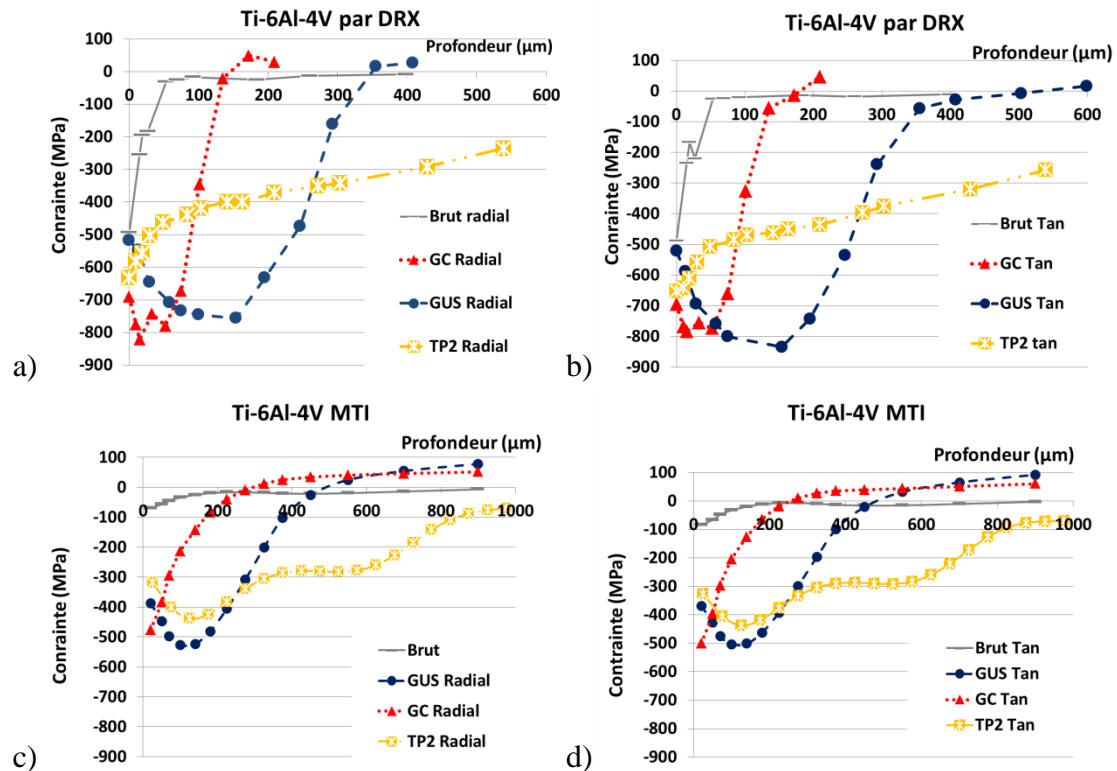 Ti-6Al-4V par DRX
Profondeur (µm)
Conrainte (MPa)
100
0
-100
-200
-300
-400
-500
-600
-700
-800
-900
0 100 200 300 400 500 600
Brut radial
GC Radial
GUS Radial
TP2 Radial
a)
Ti-6Al-4V par DRX
Profondeur (µm)
Conrainte (MPa)
100
0
-100
-200
-300
-400
-500
-600
-700
-800
-900
0 100 200 300 400 500 600
Brut Tan
GC Tan
GUS Tan
TP2 tan
b)
Ti-6Al-4V MTI
Profondeur (µm)
Conrainte (MPa)
100
0
-100
-200
-300
-400
-500
-600
-700
-800
-900
0 200 400 600 800 1000
Brut
GUS Radial
GC Radial
TP2 Radial
c)
Ti-6Al-4V MTI
Profondeur (µm)
Contrainte (MPa)
100
0
-100
-200
-300
-400
-500
-600
-700
-800
-900
0 200 400 600 800 1000
Brut Tan
GUS Tan
GC Tan
TP2 Tan
d)